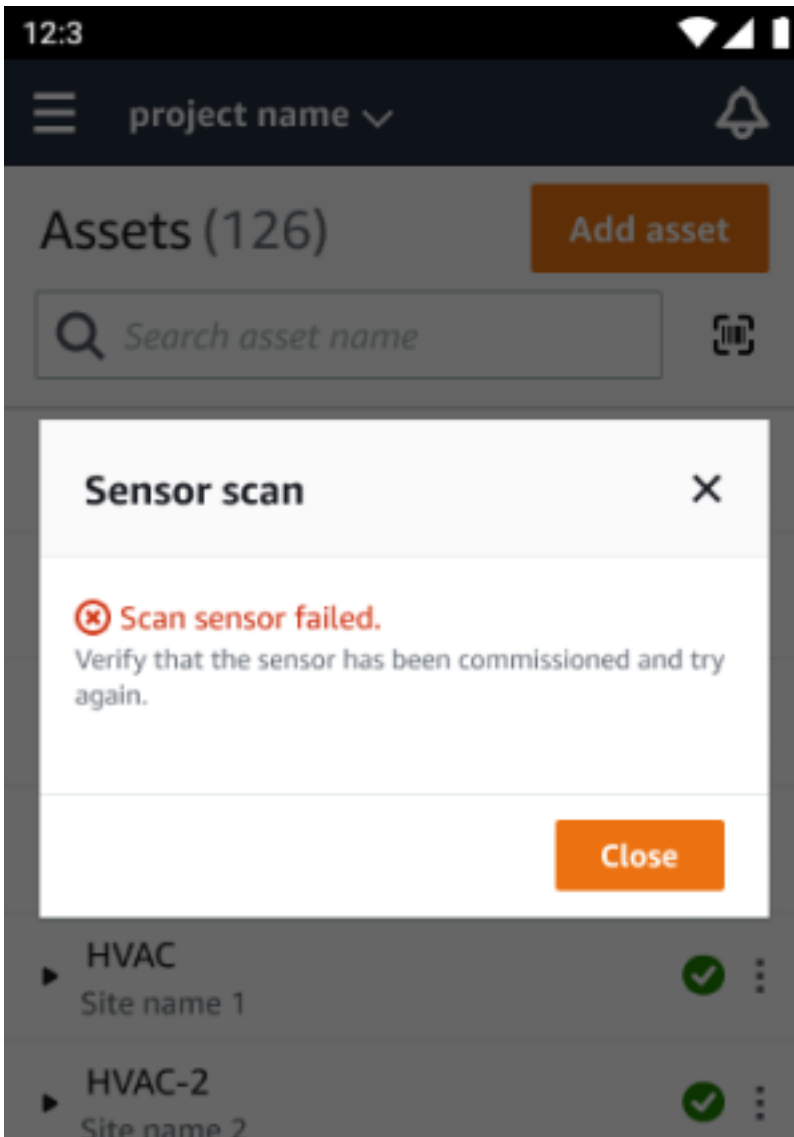 12:3
project name
Assets (126)
Add asset
Search asset name
Sensor scan
Scan sensor failed.
Verify that the sensor has been commissioned and try
again.
Close
HVAC
Site name 1
HVAC-2
Site name 2